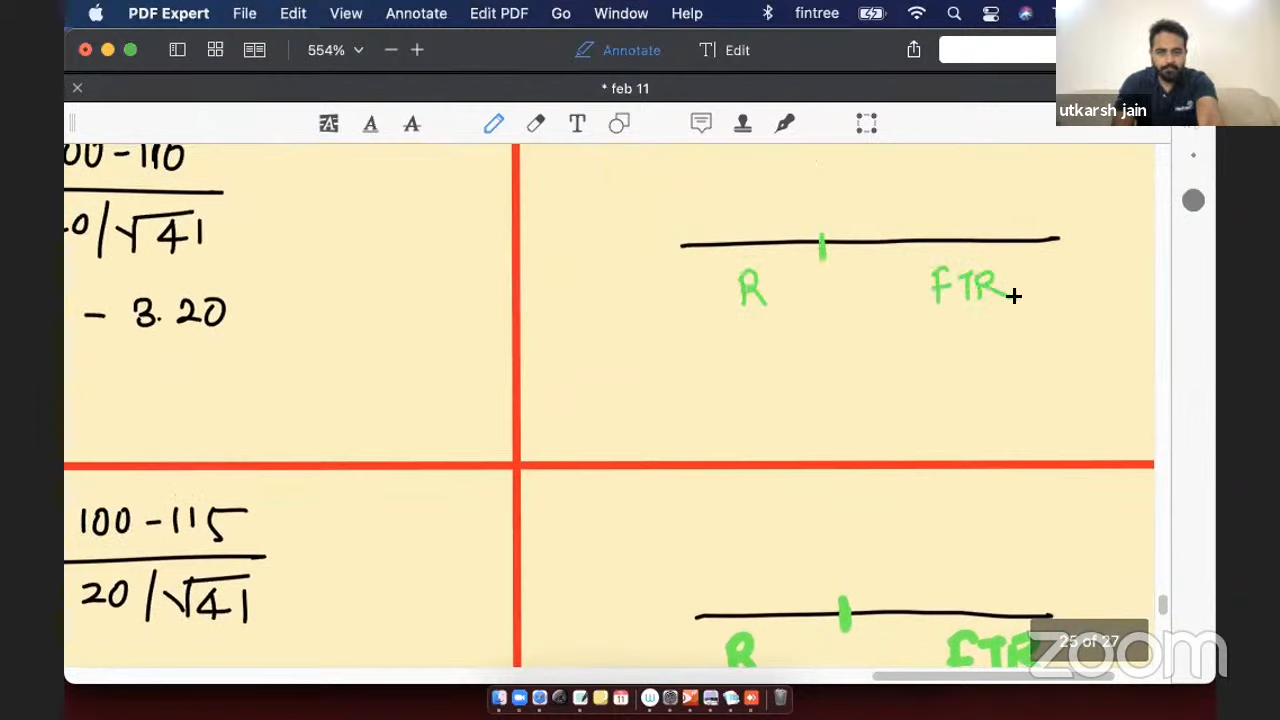 PDF Expert File Edit View Annotate Edit PDF Go Window Help fintree
554% Annotate T| Edit
* feb 11
utkarsh jain
00 - 110
0/√41
- 3.20
R FTR
100 - 115
20/√41
R FTR
25 of 27
zoom